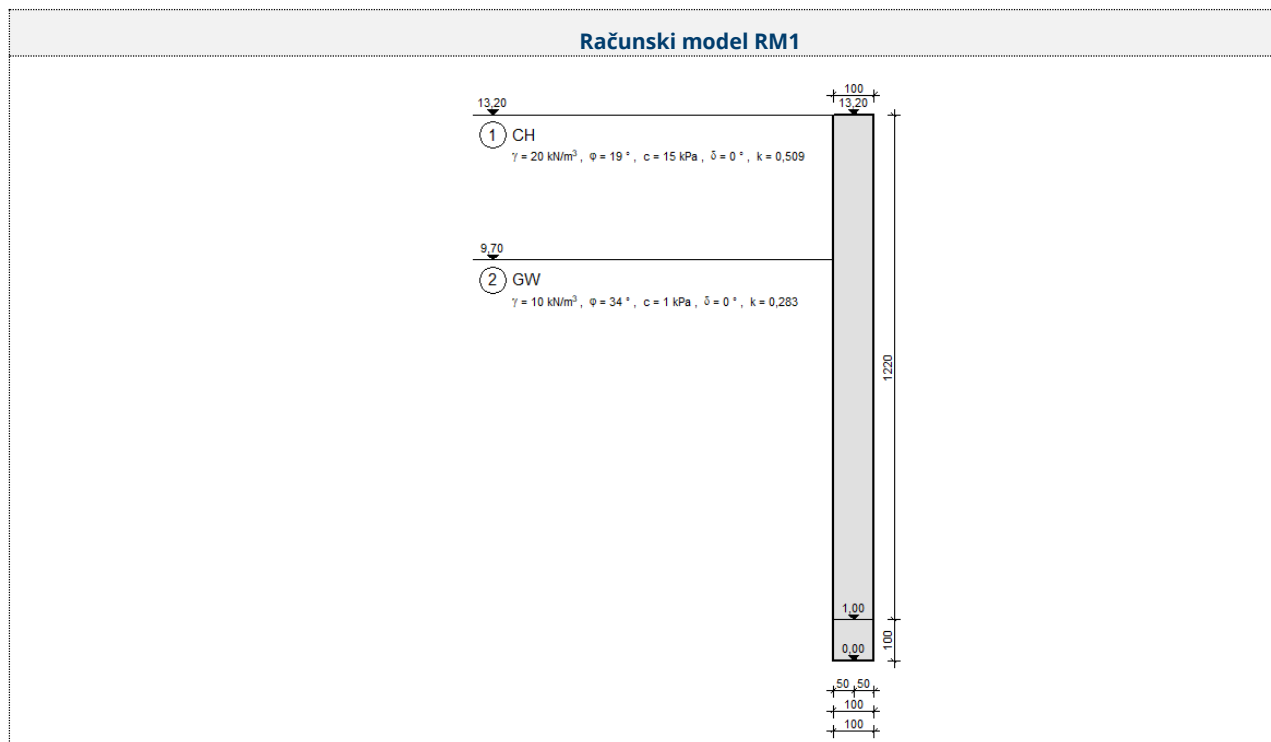 Računski model RM1
100
13,20
13,20
1 CH
γ = 20 kN/m³ , φ = 19 ° , c = 15 kPa , δ = 0 ° , k = 0,509
9,70
2 GW
γ = 10 kN/m³ , φ = 34 ° , c = 1 kPa , δ = 0 ° , k = 0,283
1220
1,00
100
0,00
50 50
100
100